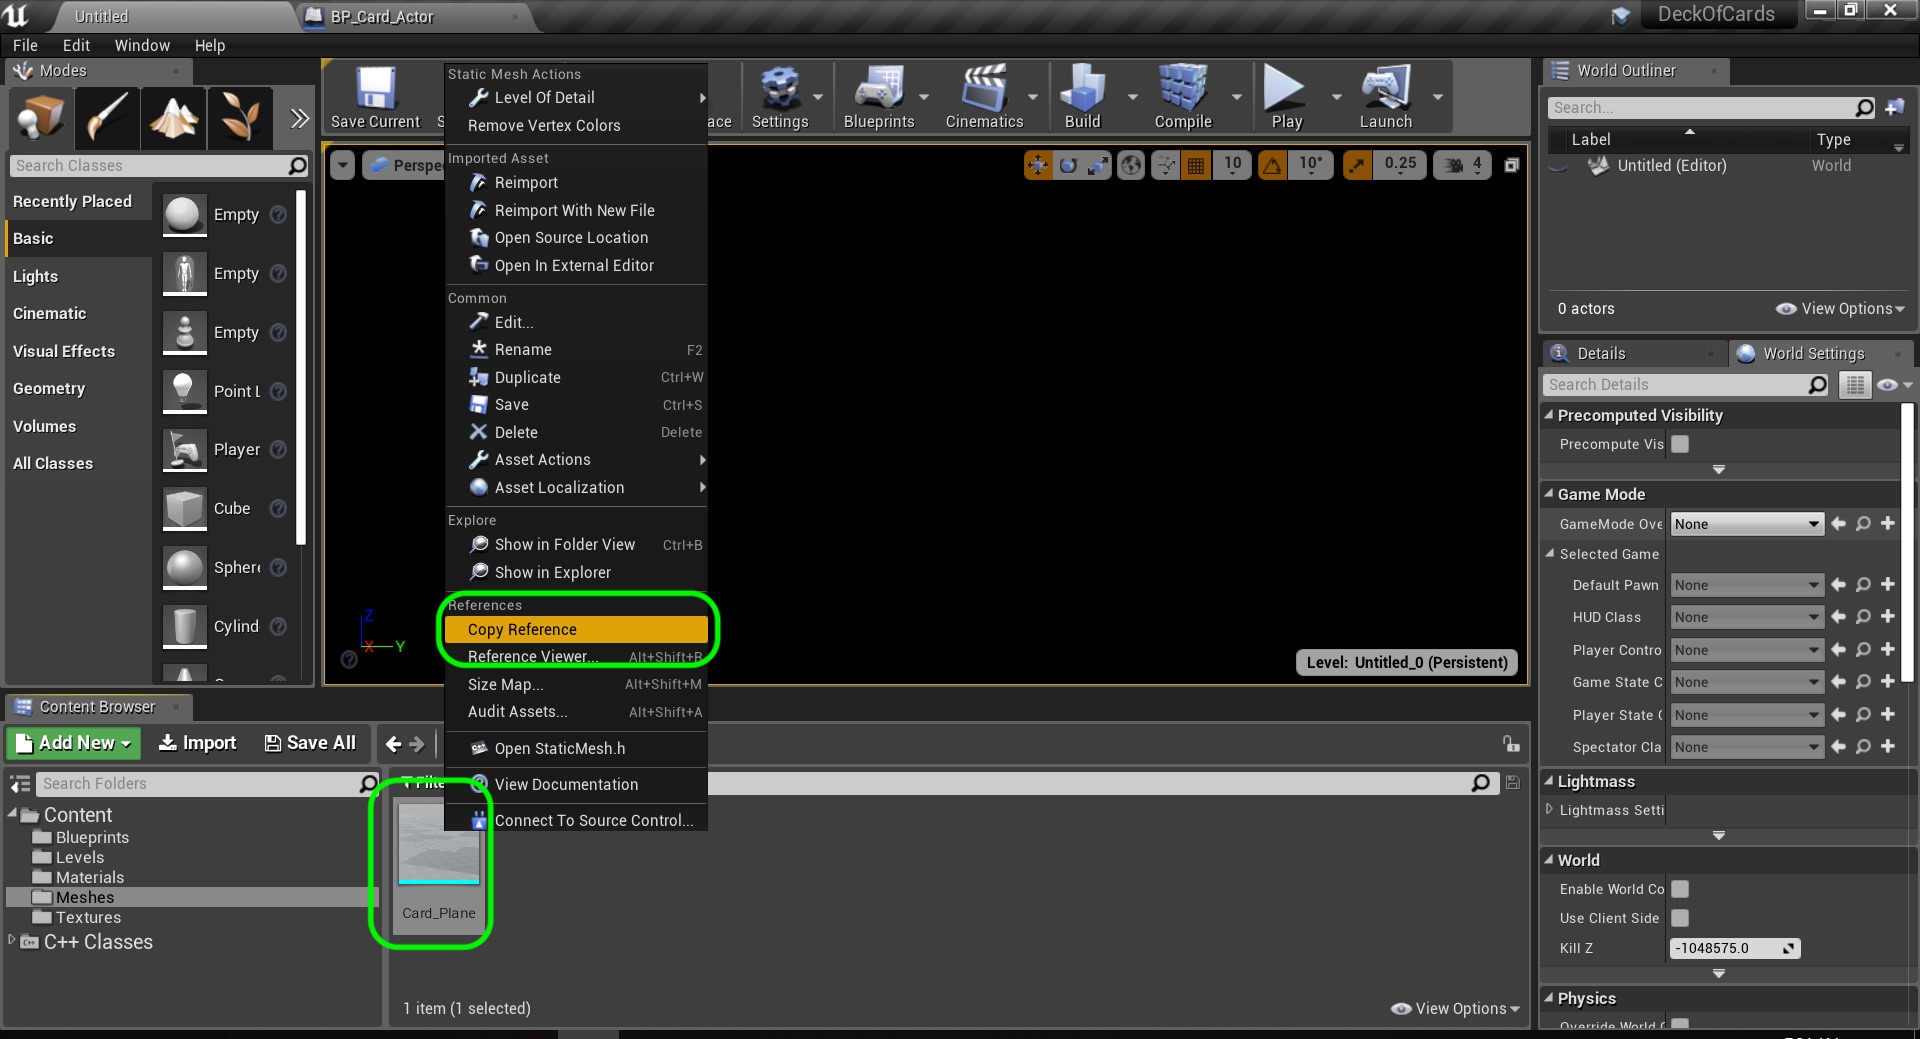 Untitled
BP_Card_Actor
DeckOfCards
File Edit Window Help
Modes
Search Classes
Recently Placed
Basic
Lights
Cinematic
Visual Effects
Geometry
Volumes
All Classes
Empty
Empty
Empty
Point L
Player
Cube
Sphere
Cylind
Save Current
Settings
Blueprints
Cinematics
Build
Compile
Play
Launch
Perspe
10
10°
0.25
4
Static Mesh Actions
Level Of Detail
Remove Vertex Colors
Imported Asset
Reimport
Reimport With New File
Open Source Location
Open In External Editor
Common
Edit...
Rename F2
Duplicate Ctrl+W
Save Ctrl+S
Delete Delete
Asset Actions
Asset Localization
Explore
Show in Folder View Ctrl+B
Show in Explorer
References
Copy Reference
Reference Viewer... Alt+Shift+R
Size Map... Alt+Shift+M
Audit Assets... Alt+Shift+A
Open StaticMesh.h
View Documentation
Connect To Source Control...
Z
X
Y
Level: Untitled_0 (Persistent)
World Outliner
Search...
Label Type
Untitled (Editor) World
0 actors View Options
Details
World Settings
Search Details
Precomputed Visibility
Precompute Vis
Game Mode
GameMode Ove None
Selected Game
Default Pawn None
HUD Class None
Player Contro None
Game State C None
Player State C None
Spectator Cla None
Lightmass
Lightmass Setti
World
Enable World Co
Use Client Side
Kill Z -1048575.0
Physics
Override World C
Content Browser
Add New Import Save All
Search Folders
Filte
Content
Blueprints
Levels
Materials
Meshes
Textures
C++ Classes
Card_Plane
1 item (1 selected) View Options